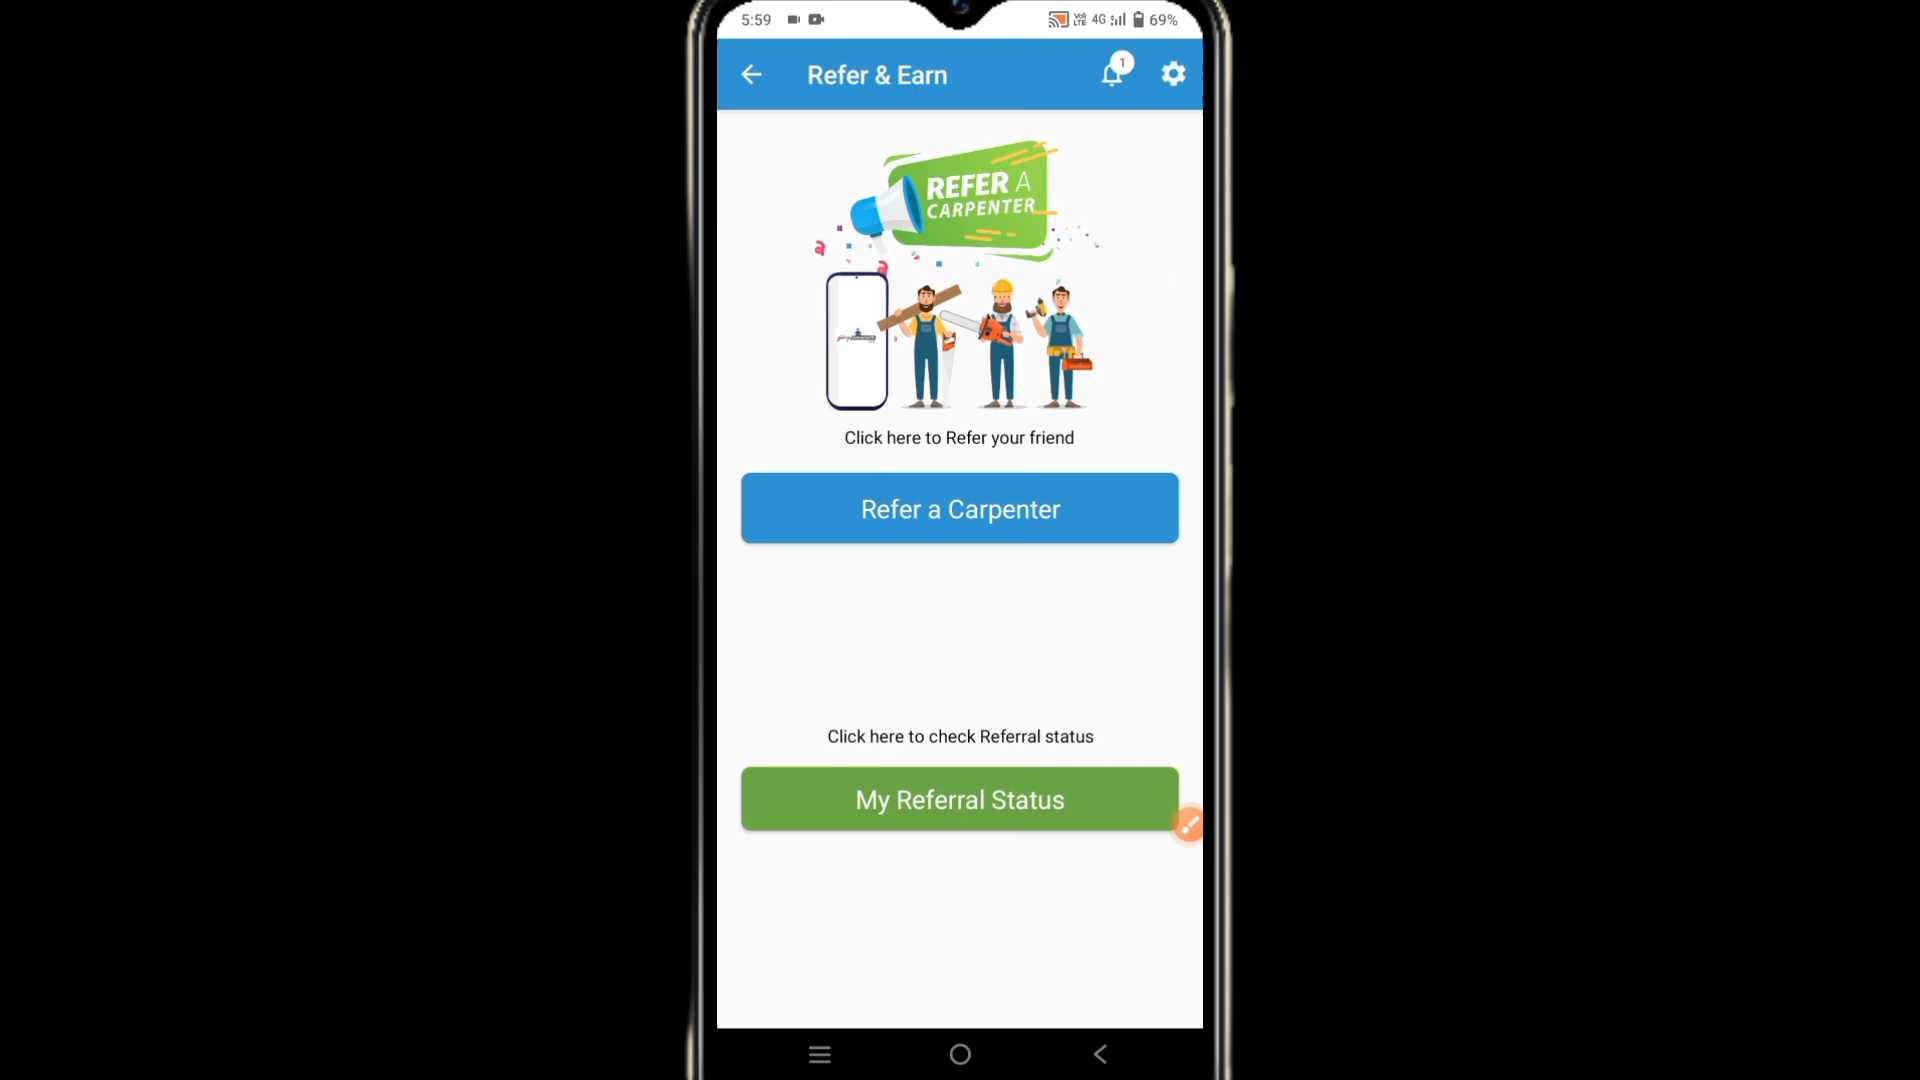 5:59 4G 69%
Refer & Earn 1
REFER A
CARPENTER
Click here to Refer your friend
Refer a Carpenter
Click here to check Referral status
My Referral Status